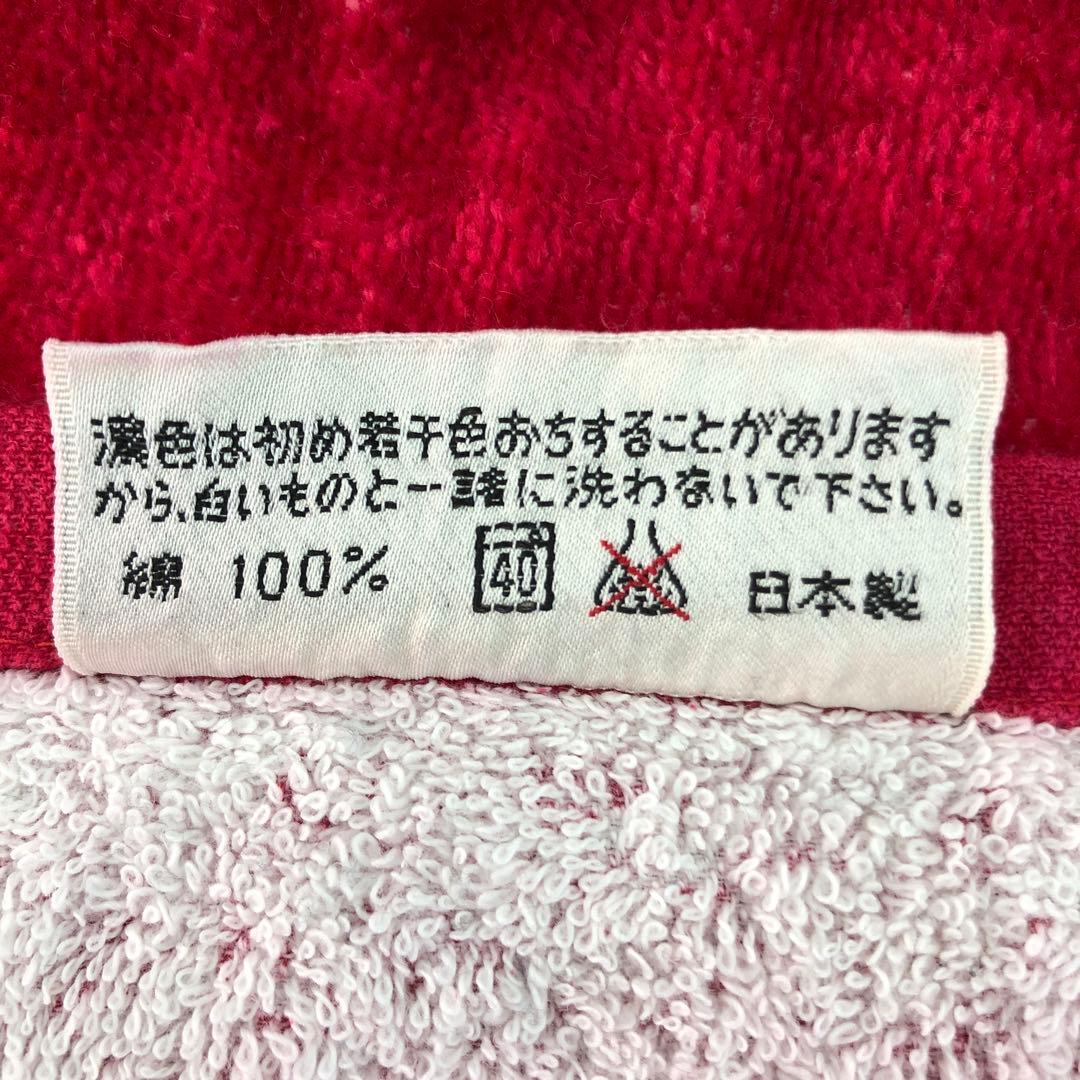 濃色は初め若干色おちすることがあります
から、白いものと一諸に洗わないで下さい。
綿 100% 40 日本製